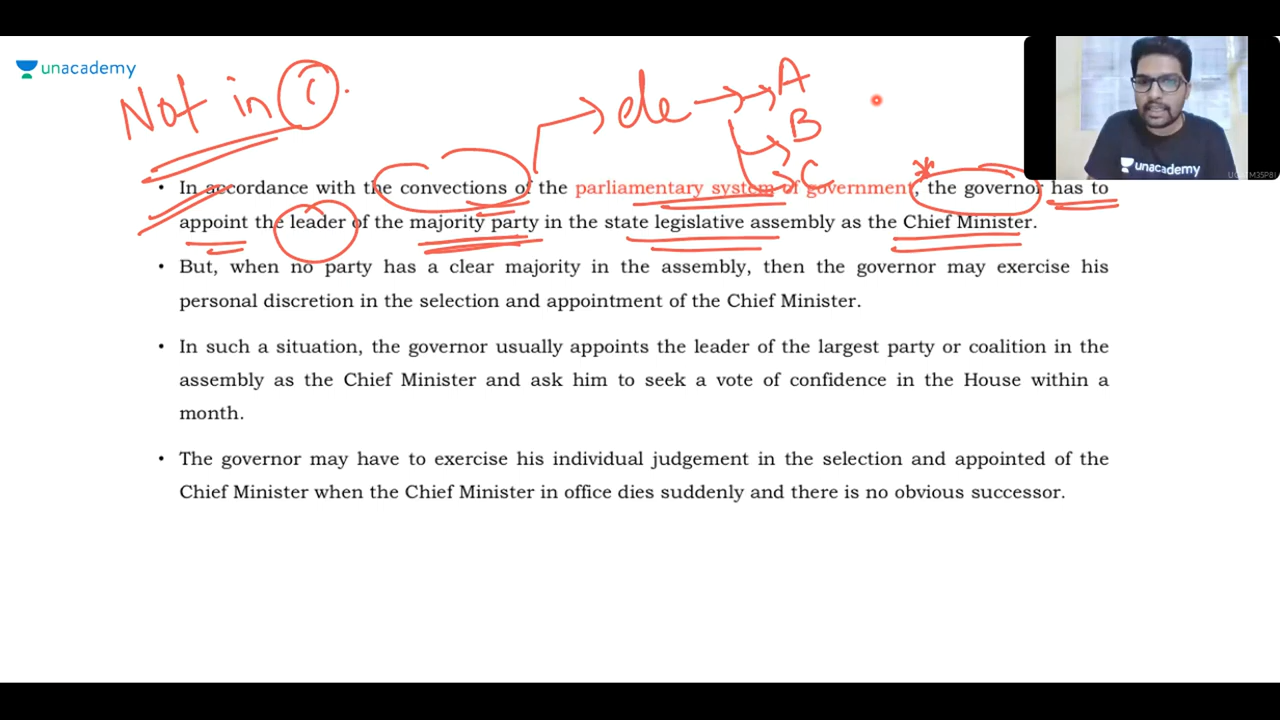 unacademy
Not in C.
de → A
B
C
• In accordance with the convections of the parliamentary system of government, the governor has to
appoint the leader of the majority party in the state legislative assembly as the Chief Minister.
• But, when no party has a clear majority in the assembly, then the governor may exercise his
personal discretion in the selection and appointment of the Chief Minister.
• In such a situation, the governor usually appoints the leader of the largest party or coalition in the
assembly as the Chief Minister and ask him to seek a vote of confidence in the House within a
month.
• The governor may have to exercise his individual judgement in the selection and appointed of the
Chief Minister when the Chief Minister in office dies suddenly and there is no obvious successor.
unacademy